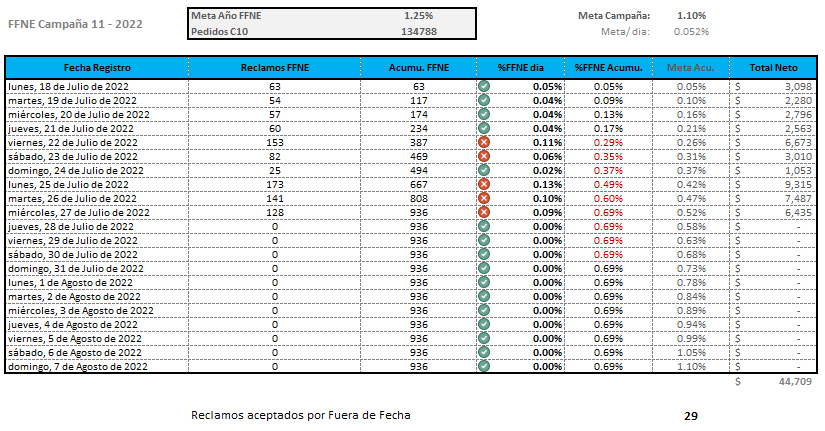 FFNE Campaña 11 - 2022
Meta Año FFNE 1.25% Meta Campaña: 1.10%
Pedidos C10 134788 Meta/ dia: 0.052%
Fecha Registro Reclamos FFNE Acumu. FFNE %FFNE dia %FFNE Acumu. Meta Acu. Total Neto
lunes, 18 de Julio de 2022 63 63 0.05% 0.05% 0.05% $ 3,098
martes, 19 de Julio de 2022 54 117 0.04% 0.09% 0.10% $ 2,280
miércoles, 20 de Julio de 2022 57 174 0.04% 0.13% 0.16% $ 2,796
jueves, 21 de Julio de 2022 60 234 0.04% 0.17% 0.21% $ 2,563
viernes, 22 de Julio de 2022 153 387 0.11% 0.29% 0.26% $ 6,673
sábado, 23 de Julio de 2022 82 469 0.06% 0.35% 0.31% $ 3,010
domingo, 24 de Julio de 2022 25 494 0.02% 0.37% 0.37% $ 1,053
lunes, 25 de Julio de 2022 173 667 0.13% 0.49% 0.42% $ 9,315
martes, 26 de Julio de 2022 141 808 0.10% 0.60% 0.47% $ 7,487
miércoles, 27 de Julio de 2022 128 936 0.09% 0.69% 0.52% $ 6,435
jueves, 28 de Julio de 2022 0 936 0.00% 0.69% 0.58% $ -
viernes, 29 de Julio de 2022 0 936 0.00% 0.69% 0.63% $ -
sábado, 30 de Julio de 2022 0 936 0.00% 0.69% 0.68% $ -
domingo, 31 de Julio de 2022 0 936 0.00% 0.69% 0.73% $ -
lunes, 1 de Agosto de 2022 0 936 0.00% 0.69% 0.78% $ -
martes, 2 de Agosto de 2022 0 936 0.00% 0.69% 0.84% $ -
miércoles, 3 de Agosto de 2022 0 936 0.00% 0.69% 0.89% $ -
jueves, 4 de Agosto de 2022 0 936 0.00% 0.69% 0.94% $ -
viernes, 5 de Agosto de 2022 0 936 0.00% 0.69% 0.99% $ -
sábado, 6 de Agosto de 2022 0 936 0.00% 0.69% 1.05% $ -
domingo, 7 de Agosto de 2022 0 936 0.00% 0.69% 1.10% $ -
$ 44,709
Reclamos aceptados por Fuera de Fecha 29